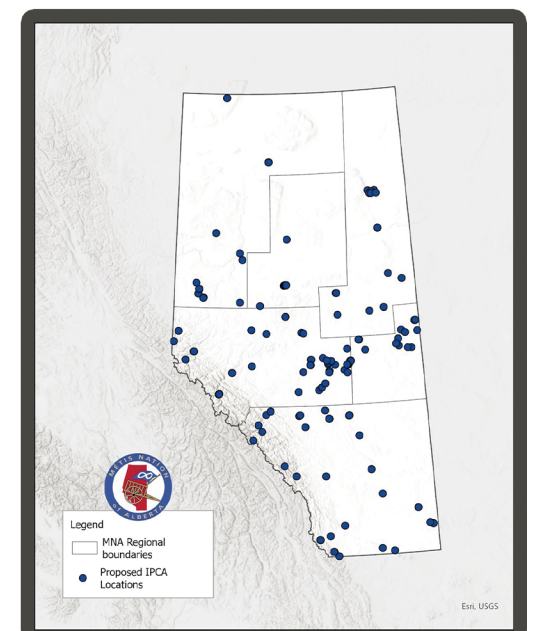 MÉTIS NATION
of ALBERTA
Legend
MNA Regional
boundaries
Proposed IPCA
Locations
Esri, USGS